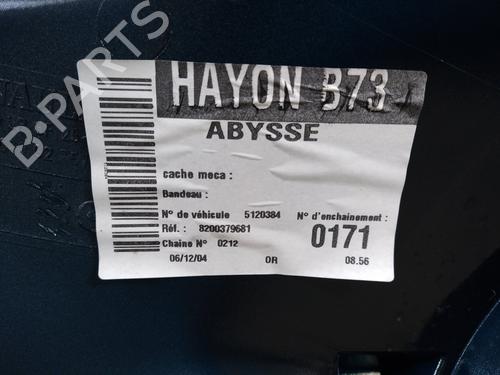 B-PARTS
HAYON B73
ABYSSE
cache meca :
Bandeau :
N° de véhicule 5120384
N° d'enchainement :
Réf. : 8200379681
0171
Chaine N° 0212
06/12/04 OR 08.56